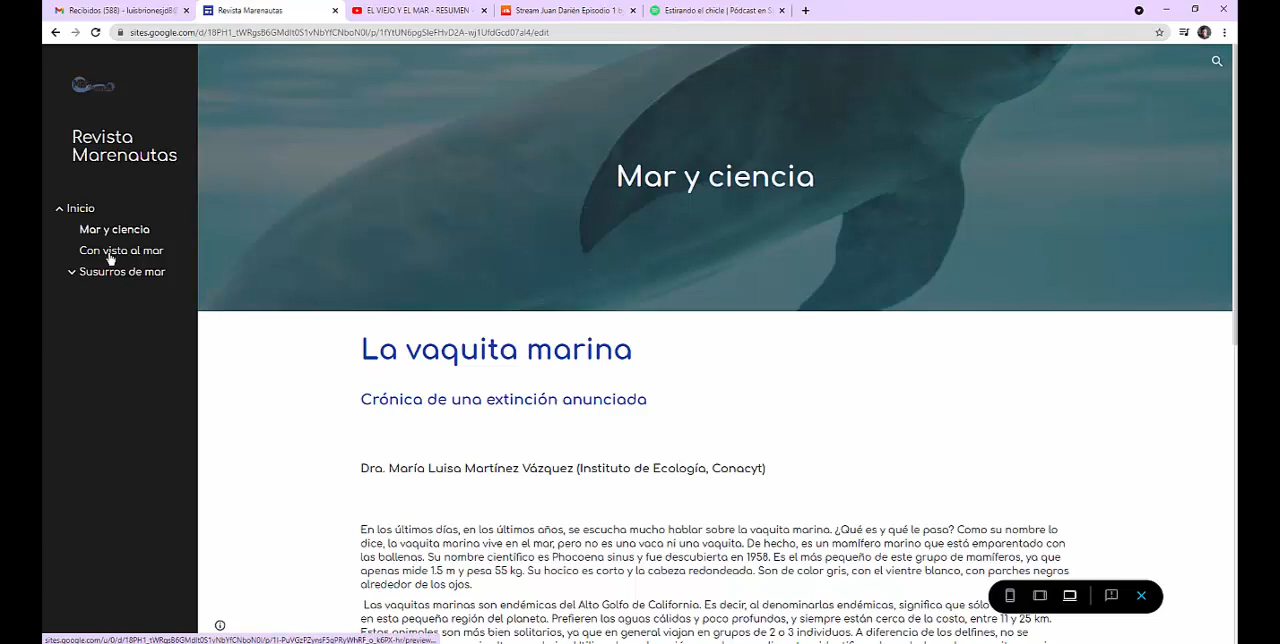 Recibidos (588) - luisbrionesjd8@
Revista Marenautas
EL VIEJO Y EL MAR - RESUMEN
Stream Juan Darién Episodio 1 b
Estirando el chicle | Pódcast en S
Revista
Marenautas
Inicio
Mar y ciencia
Con vista al mar
Susurros de mar
Mar y ciencia
La vaquita marina
Crónica de una extinción anunciada
Dra. María Luisa Martínez Vázquez (Instituto de Ecología, Conacyt)
En los últimos días, en los últimos años, se escucha mucho hablar sobre la vaquita marina. ¿Qué es y qué le pasa? Como su nombre lo
dice, la vaquita marina vive en el mar, pero no es una vaca ni una vaquita. De hecho, es un mamífero marino que está emparentado con
las ballenas. Su nombre científico es Phocoena sinus y fue descubierta en 1958. Es el más pequeño de este grupo de mamíferos, ya que
apenas mide 1.5 m y pesa 55 kg. Su hocico es corto y la cabeza redondeada. Son de color gris, con el vientre blanco, con parches negros
alrededor de los ojos.
Las vaquitas marinas son endémicas del Alto Golfo de California. Es decir, al denominarlas endémicas, significa que sólo
en esta pequeña región del planeta. Prefieren las aguas cálidas y poco profundas, y siempre están cerca de la costa, entre 11 y 25 km.
Estos animales son más bien solitarios, ya que en general viajan en grupos de 2 o 3 individuos. A diferencia de los delfines, no se